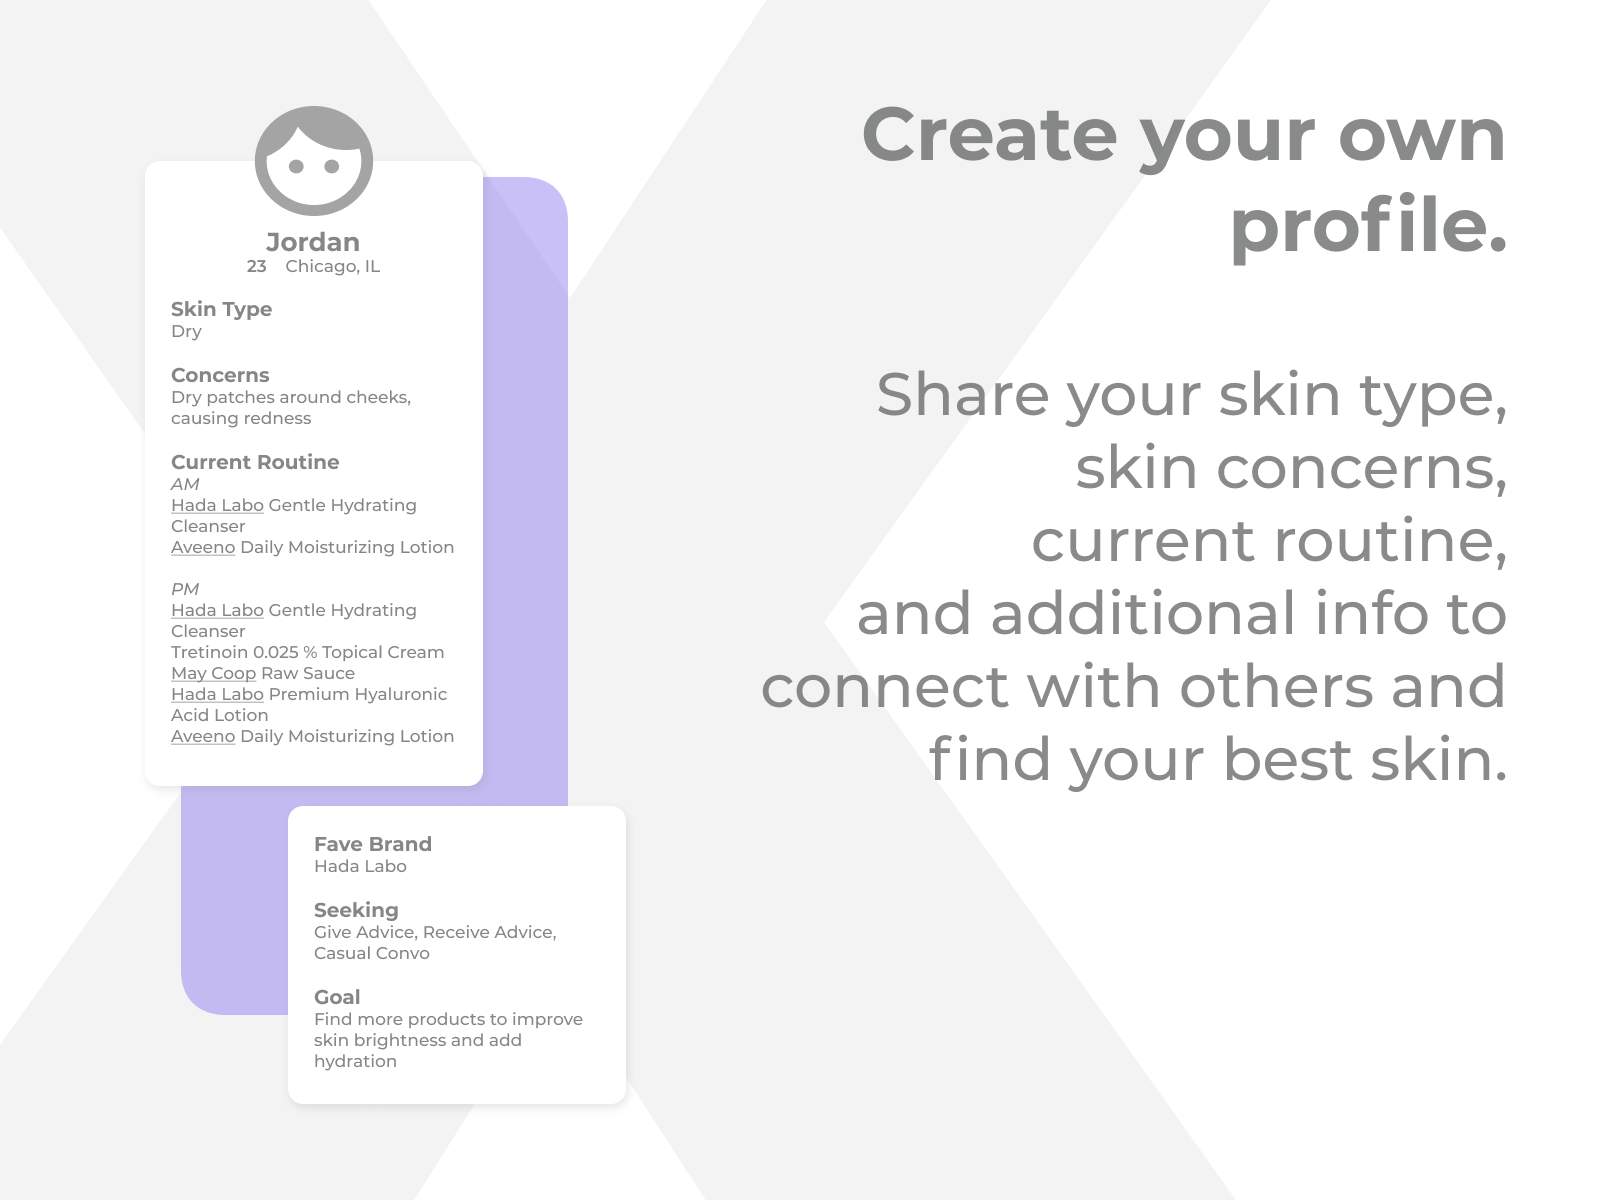 Create your own
profile.
Share your skin type,
skin concerns,
current routine,
and additional info to
connect with others and
find your best skin.
Jordan
23 Chicago, IL
Skin Type
Dry
Concerns
Dry patches around cheeks,
causing redness
Current Routine
AM
Hada Labo Gentle Hydrating
Cleanser
Aveeno Daily Moisturizing Lotion
PM
Hada Labo Gentle Hydrating
Cleanser
Tretinoin 0.025 % Topical Cream
May Coop Raw Sauce
Hada Labo Premium Hyaluronic
Acid Lotion
Aveeno Daily Moisturizing Lotion
Fave Brand
Hada Labo
Seeking
Give Advice, Receive Advice,
Casual Convo
Goal
Find more products to improve
skin brightness and add
hydration